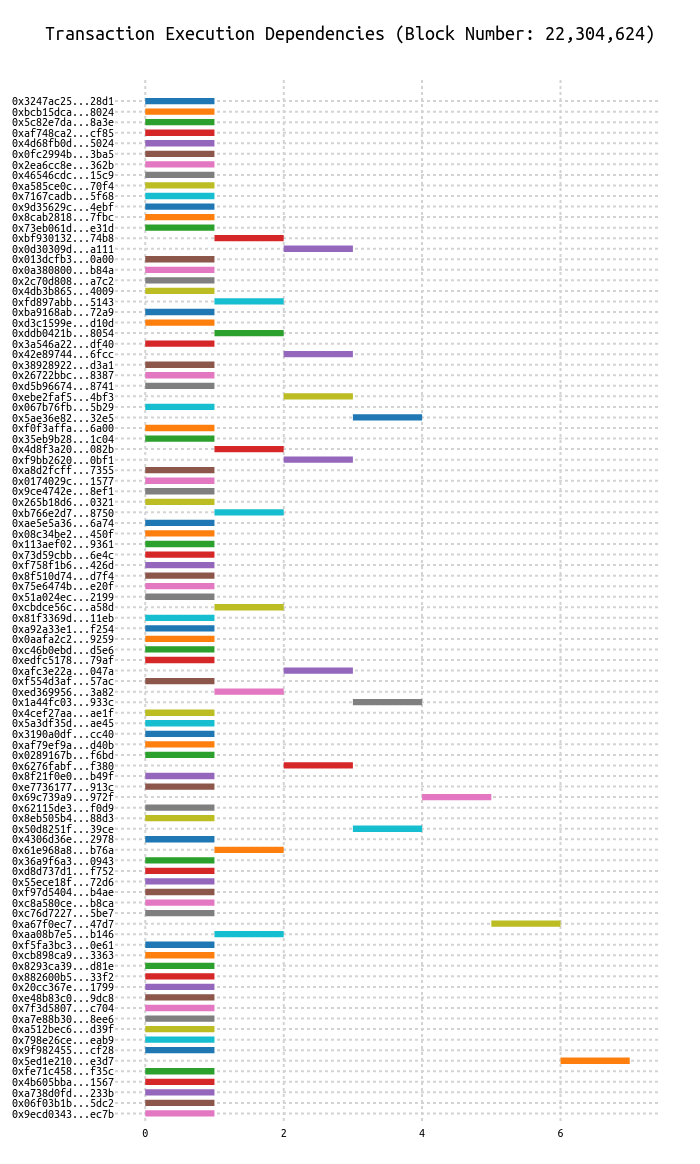 Transaction Execution Dependencies (Block Number: 22,304,624)
0x3247ac25...28d1
0xbcb15dca...8024
0x5c82e7da...8a3e
0xaf748ca2...cf85
0x4d68fb0d...5024
0x0fc2994b...3ba5
0x2ea6cc8e...362b
0x46546cdc...15c9
0xa585ce0c...70f4
0x7167cadb...5f68
0x9d35629c...4ebf
0x8cab2818...7fbc
0x73eb061d...e31d
0xbf930132...74b8
0x0d30309d...a111
0x013dcfb3...0a00
0x0a380800...b84a
0x2c70d808...a7c2
0x4db3b865...4009
0xfd897abb...5143
0xba9168ab...72a9
0xd3c1599e...d10d
0xddb0421b...8054
0x3a546a22...df40
0x42e89744...6fcc
0x38928922...d3a1
0x26722bbc...8387
0xd5b96674...8741
0xebe2faf5...4bf3
0x067b76fb...5b29
0x5ae36e82...32e5
0xf0f3affa...6a00
0x35eb9b28...1c04
0x4d8f3a20...082b
0xf9bb2620...0bf1
0xa8d2fcff...7355
0x0174029c...1577
0x9ce4742e...8ef1
0x265b18d6...0321
0xb766e2d7...8750
0xae5e5a36...6a74
0x08c34be2...450f
0x113aef02...9361
0x73d59cbb...6e4c
0xf758f1b6...426d
0x8f510d74...d7f4
0x75e6474b...e20f
0x51a024ec...2199
0xcbdce56c...a58d
0x81f3369d...11eb
0xa92a33e1...f254
0x0aafa2c2...9259
0xc46b0ebd...d5e6
0xedfc5178...79af
0xafc3e22a...047a
0xf554d3af...57ac
0xed369956...3a82
0x1a44fc03...933c
0x4cef27aa...ae1f
0x5a3df35d...ae45
0x3190a0df...cc40
0xaf79ef9a...d40b
0x0289167b...f6bd
0x6276fabf...f380
0x8f21f0e0...b49f
0xe7736177...913c
0x69c739a9...972f
0x62115de3...f0d9
0x8eb505b4...88d3
0x50d8251f...39ce
0x4306d36e...2978
0x61e968a8...b76a
0x36a9f6a3...0943
0xd8d737d1...f752
0x55ece18f...72d6
0xf97d5404...b4ae
0xc8a580ce...b8ca
0xc76d7227...5be7
0xa67f0ec7...47d7
0xaa08b7e5...b146
0xf5fa3bc3...0e61
0xcb898ca9...3363
0x8293ca39...d81e
0x882600b5...33f2
0x20cc367e...1799
0xe48b83c0...9dc8
0x7f3d5807...c704
0xa7e88b30...8ee6
0xa512bec6...d39f
0x798e26ce...eab9
0x9f982455...cf28
0x5ed1e210...e3d7
0xfe71c458...f35c
0x4b605bba...1567
0xa738d0fd...233b
0x06f03b1b...5dc2
0x9ecd0343...ec7b
0 2 4 6